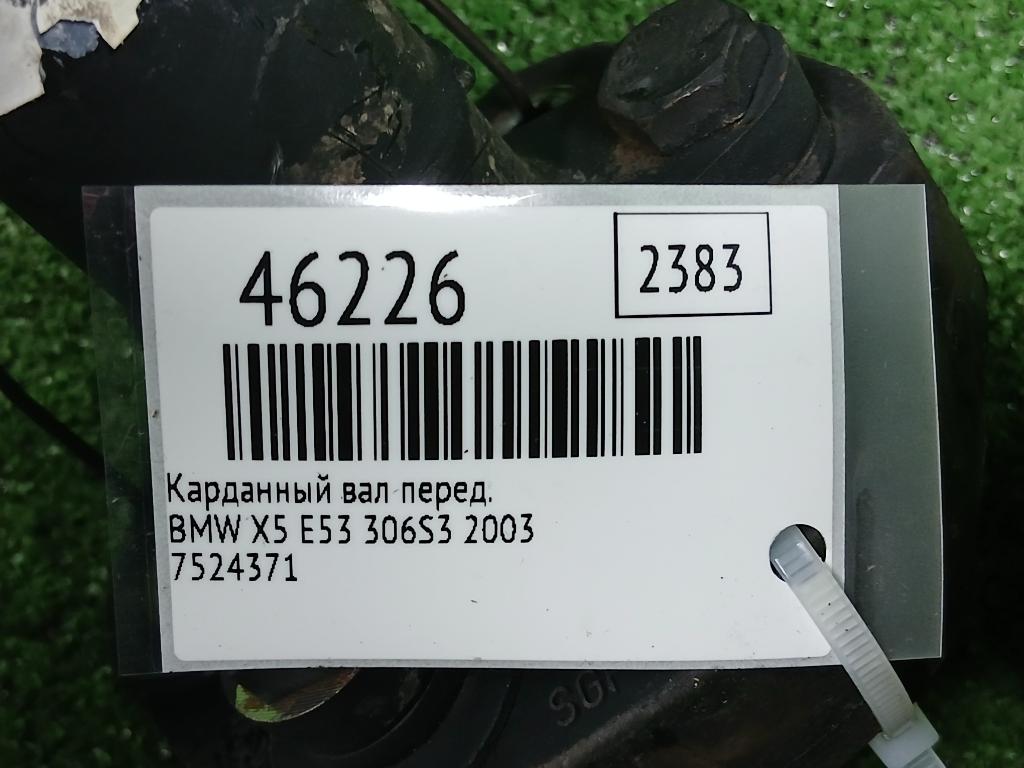 46226
2383
Карданный вал перед.
BMW X5 E53 306S3 2003
7524371